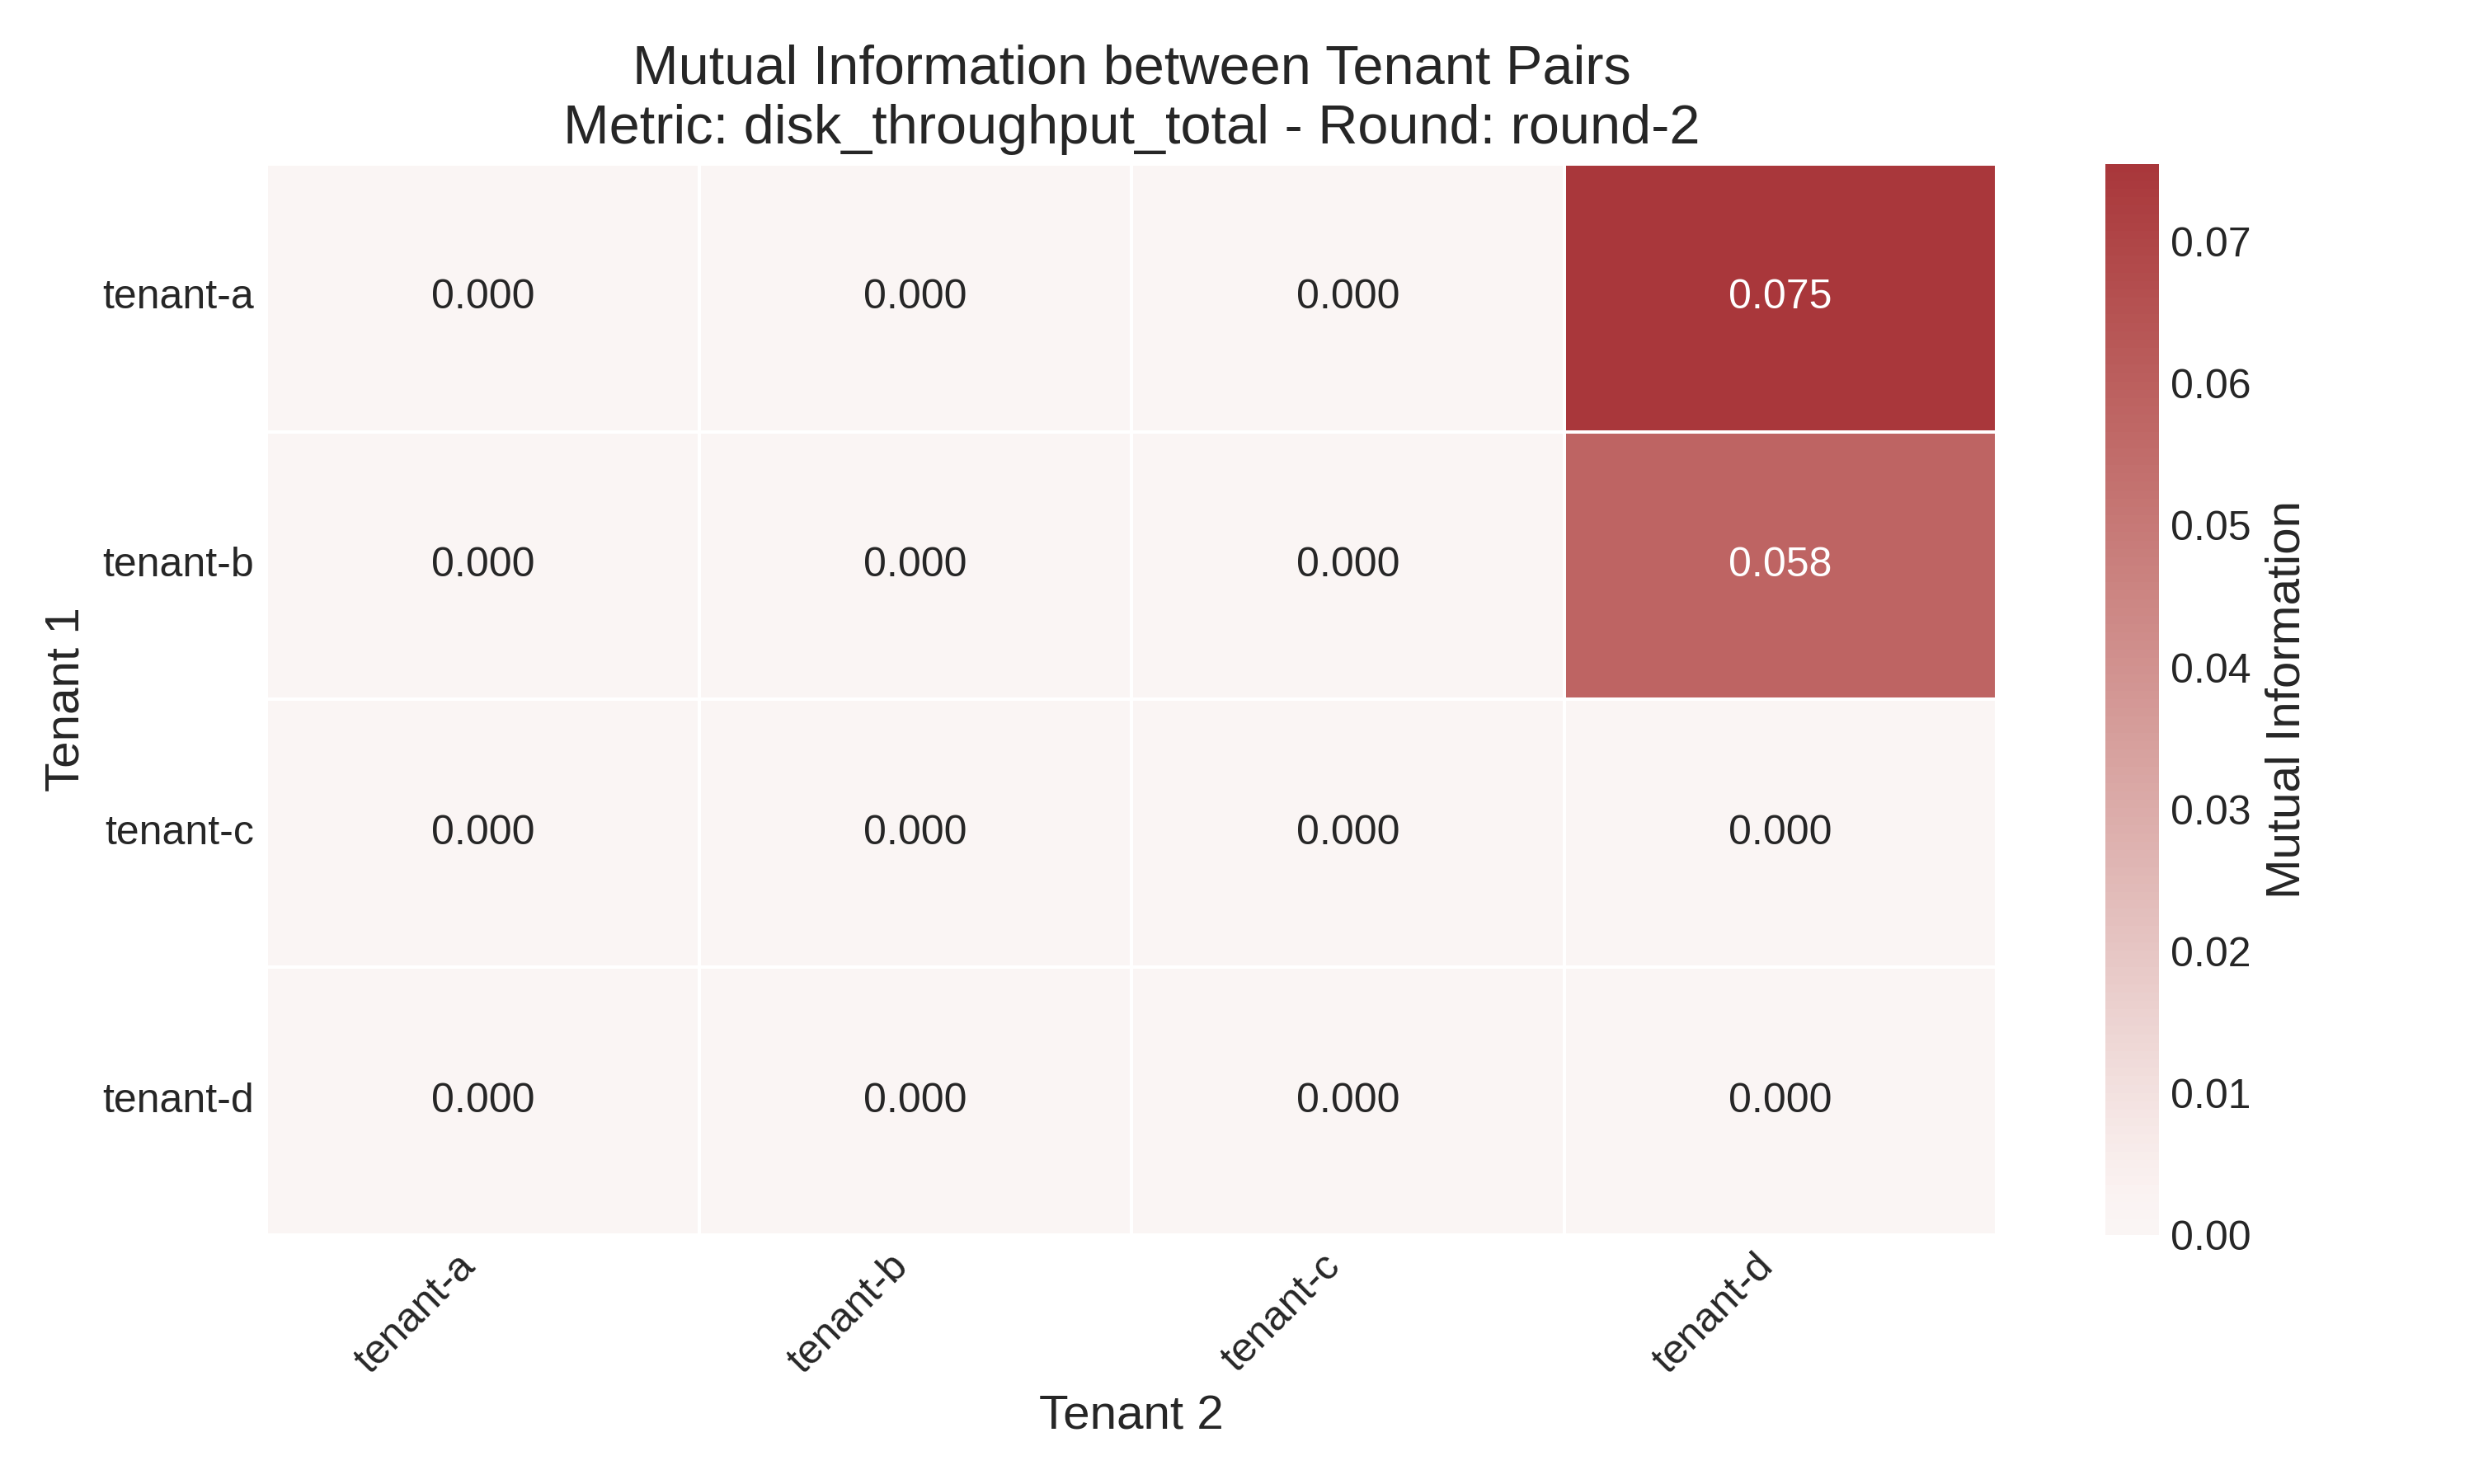 Mutual Information between Tenant Pairs
Metric: disk_throughput_total - Round: round-2
tenant-a 0.000 0.000 0.000 0.075
tenant-b 0.000 0.000 0.000 0.058
tenant-c 0.000 0.000 0.000 0.000
tenant-d 0.000 0.000 0.000 0.000
Tenant 1
tenant-a tenant-b tenant-c tenant-d
Tenant 2
0.07
0.06
0.05
0.04
0.03
0.02
0.01
0.00
Mutual Information